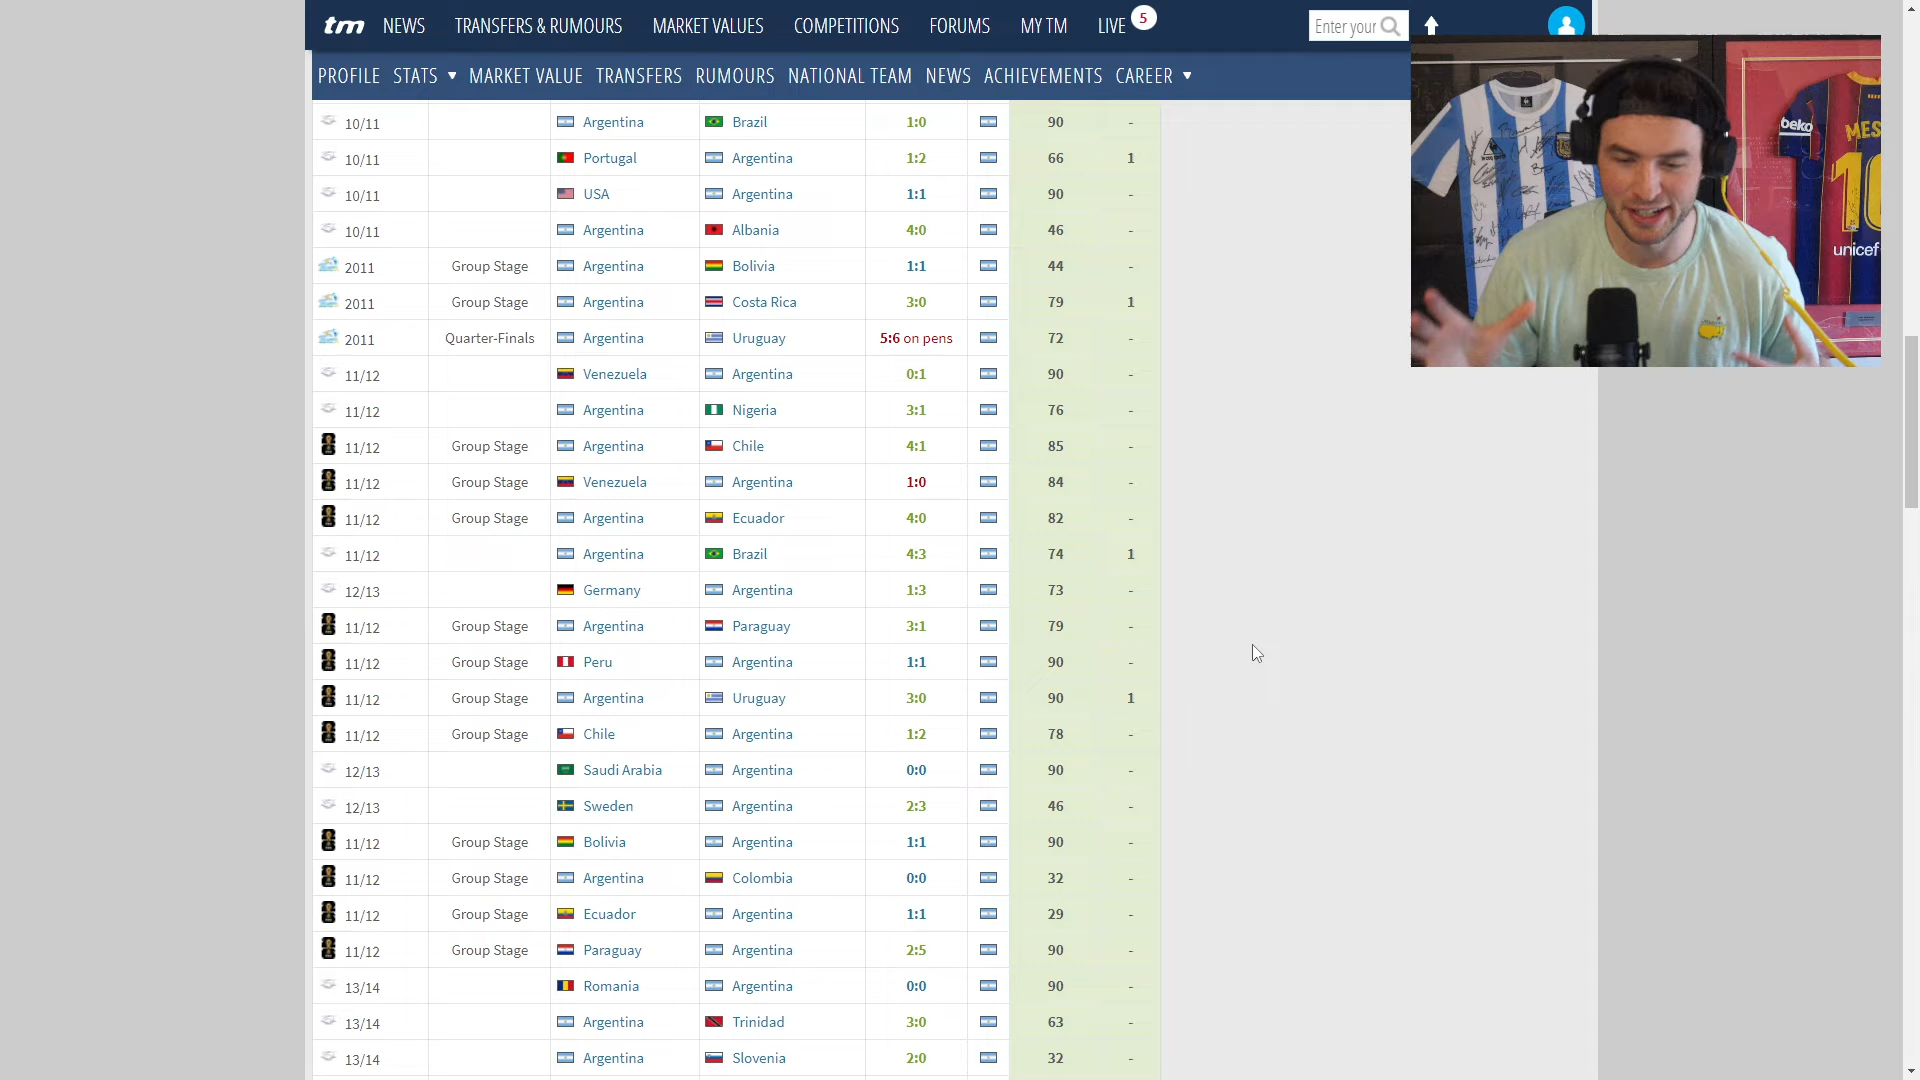 tm NEWS TRANSFERS & RUMOURS MARKET VALUES COMPETITIONS FORUMS MY TM LIVE 5 Enter your
PROFILE STATS ▼ MARKET VALUE TRANSFERS RUMOURS NATIONAL TEAM NEWS ACHIEVEMENTS CAREER ▼
10/11 Argentina Brazil 1:0 90 -
10/11 Portugal Argentina 1:2 66 1
10/11 USA Argentina 1:1 90 -
10/11 Argentina Albania 4:0 46 -
2011 Group Stage Argentina Bolivia 1:1 44 -
2011 Group Stage Argentina Costa Rica 3:0 79 1
2011 Quarter-Finals Argentina Uruguay 5:6 on pens 72 -
11/12 Venezuela Argentina 0:1 90 -
11/12 Argentina Nigeria 3:1 76 -
11/12 Group Stage Argentina Chile 4:1 85 -
11/12 Group Stage Venezuela Argentina 1:0 84 -
11/12 Group Stage Argentina Ecuador 4:0 82 -
11/12 Argentina Brazil 4:3 74 1
12/13 Germany Argentina 1:3 73 -
11/12 Group Stage Argentina Paraguay 3:1 79 -
11/12 Group Stage Peru Argentina 1:1 90 -
11/12 Group Stage Argentina Uruguay 3:0 90 1
11/12 Group Stage Chile Argentina 1:2 78 -
12/13 Saudi Arabia Argentina 0:0 90 -
12/13 Sweden Argentina 2:3 46 -
11/12 Group Stage Bolivia Argentina 1:1 90 -
11/12 Group Stage Argentina Colombia 0:0 32 -
11/12 Group Stage Ecuador Argentina 1:1 29 -
11/12 Group Stage Paraguay Argentina 2:5 90 -
13/14 Romania Argentina 0:0 90 -
13/14 Argentina Trinidad 3:0 63 -
13/14 Argentina Slovenia 2:0 32 -
beko
MES
10
unicef